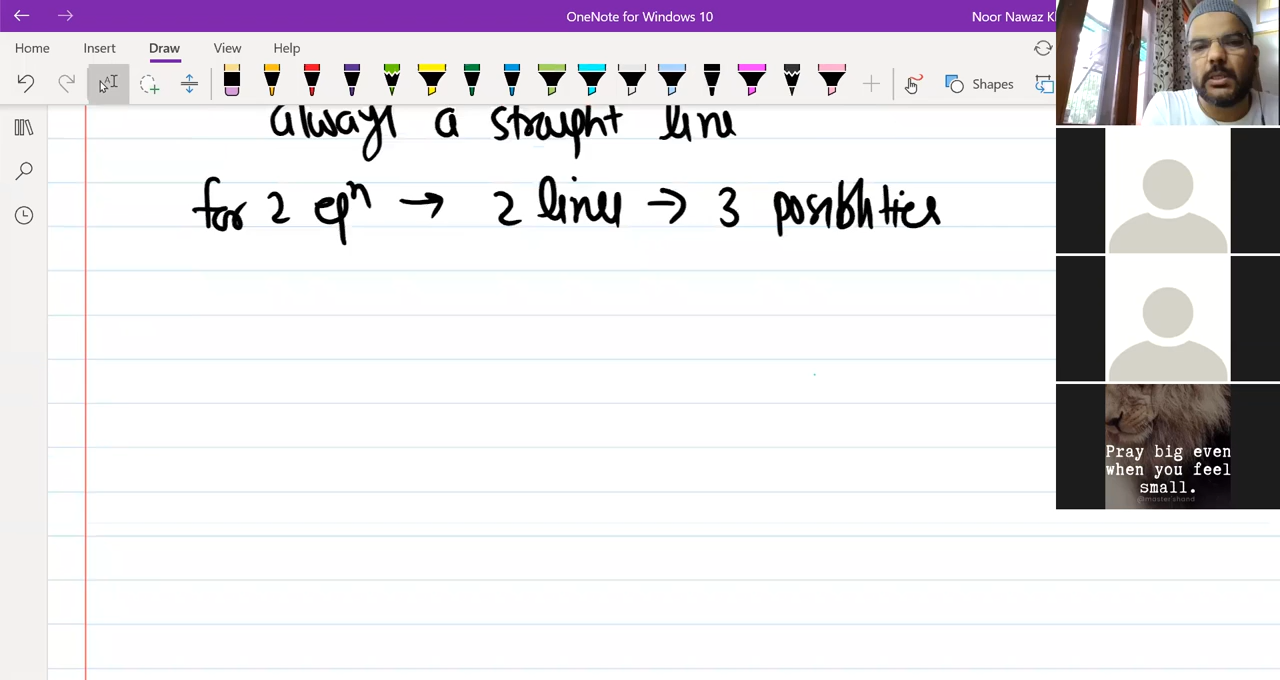 OneNote for Windows 10
Noor Nawaz K
Home Insert Draw View Help
Shapes
always a straight line
for 2 eqⁿ → 2 lines → 3 possiblities
Pray big even
when you feel
small.